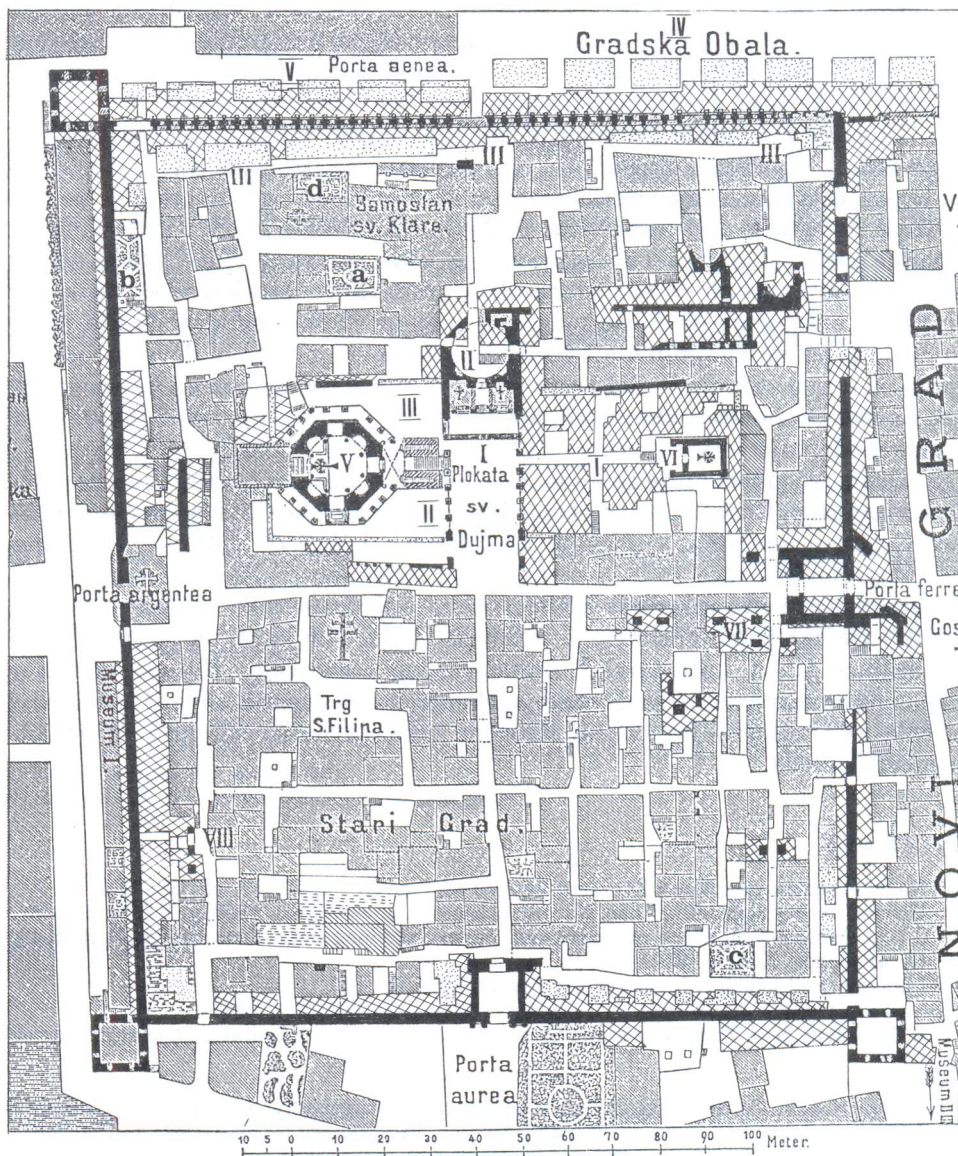 IV
Gradska Obala.
V
Porta aenea.
III
III
III
d
Samostan
sv. Klare.
V
b
a
II
GRAD
III
I
V
Plokata
I
VI
sv.
II
Dujma
Porta argentea
Porta ferre
VII
Gos
Museum I.
Trg
S. Filipa.
NOVI
VIII
Stari Grad.
c
Porta
aurea
Museum II
10 5 0 10 20 30 40 50 60 70 80 90 100 Meter.